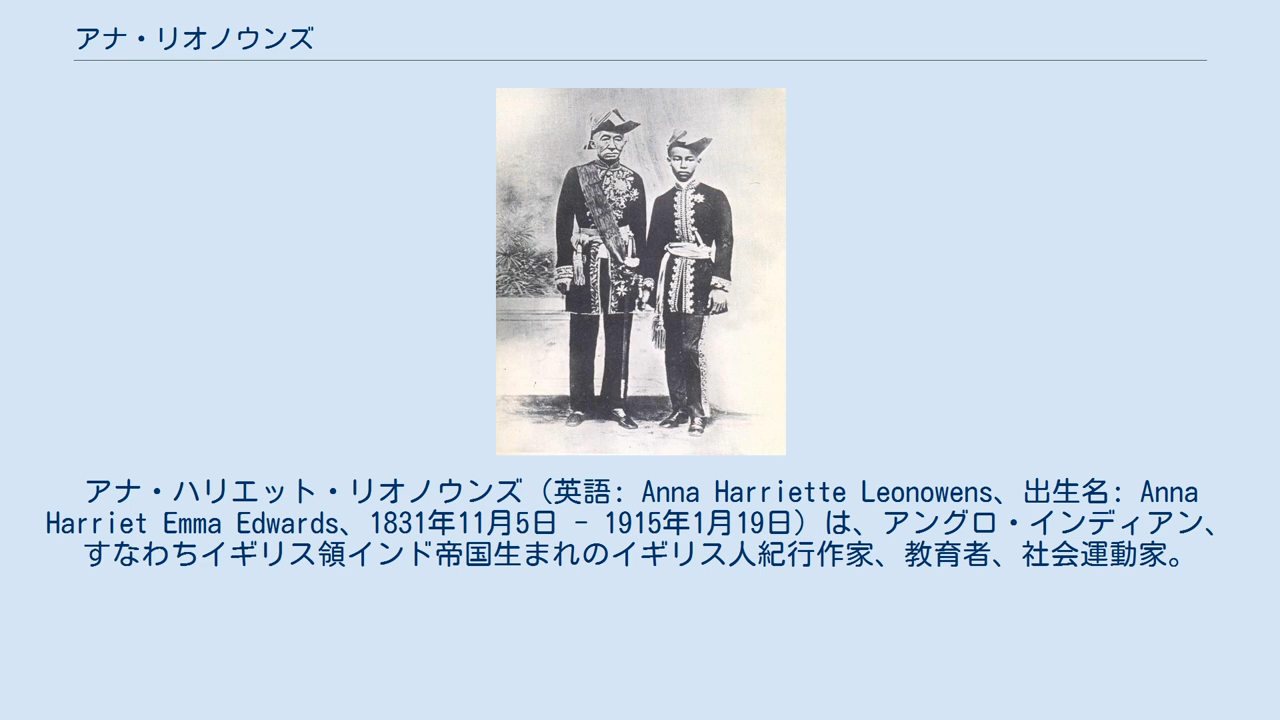 アナ・リオノウンズ
アナ・ハリエット・リオノウンズ（英語: Anna Harriette Leonowens、出生名: Anna
Harriet Emma Edwards、1831年11月5日 - 1915年1月19日）は、アングロ・インディアン、
すなわちイギリス領インド帝国生まれのイギリス人紀行作家、教育者、社会運動家。